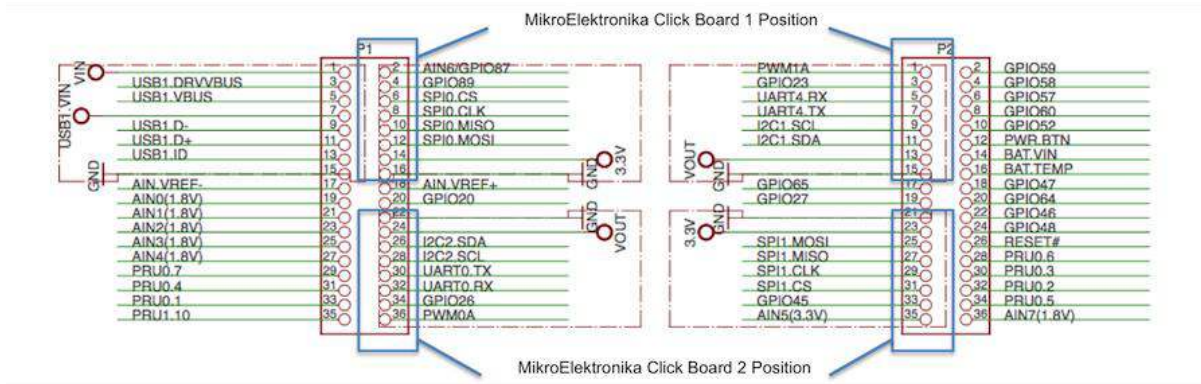 MikroElektronika Click Board 1 Position
P1
P2
VIN
1
2
AIN6/GPIO87
PWM1A
1
2
GPIO59
USB1.DRVVBUS
3
4
GPIO89
GPIO23
3
4
GPIO58
USB1.VBUS
5
6
SPI0.CS
UART4.RX
5
6
GPIO57
USB1.VIN
7
8
SPI0.CLK
UART4.TX
7
8
GPIO60
USB1.D-
9
10
SPI0.MISO
I2C1.SCL
9
10
GPIO52
USB1.D+
11
12
SPI0.MOSI
I2C1.SDA
11
12
PWR.BTN
USB1.ID
13
14
3.3V
VOUT
13
14
BAT.VIN
GND
15
16
GND
GND
15
16
BAT.TEMP
AIN.VREF-
17
18
AIN.VREF+
GPIO65
17
18
GPIO47
AIN0(1.8V)
19
20
GPIO20
GPIO27
19
20
GPIO64
AIN1(1.8V)
21
22
GND
GND
21
22
GPIO46
AIN2(1.8V)
23
24
VOUT
3.3V
23
24
GPIO48
AIN3(1.8V)
25
26
I2C2.SDA
SPI1.MOSI
25
26
RESET#
AIN4(1.8V)
27
28
I2C2.SCL
SPI1.MISO
27
28
PRU0.6
PRU0.7
29
30
UART0.TX
SPI1.CLK
29
30
PRU0.3
PRU0.4
31
32
UART0.RX
SPI1.CS
31
32
PRU0.2
PRU0.1
33
34
GPIO26
GPIO45
33
34
PRU0.5
PRU1.10
35
36
PWM0A
AIN5(3.3V)
35
36
AIN7(1.8V)
MikroElektronika Click Board 2 Position